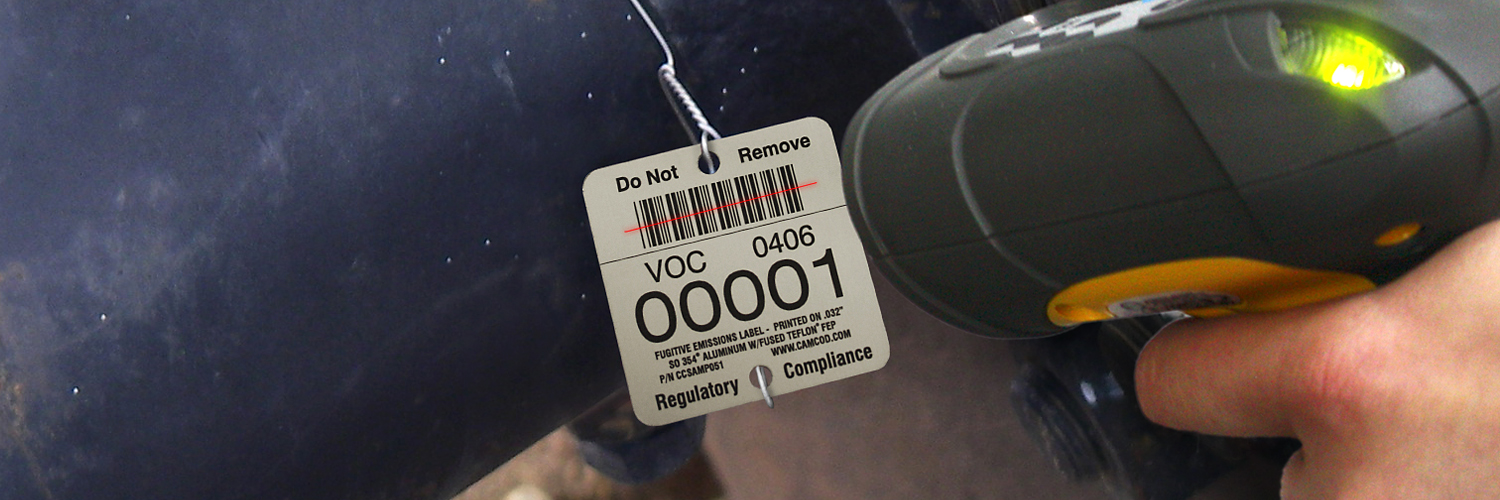 Do Not Remove
VOC 0406
00001
FUGITIVE EMISSIONS LABEL - PRINTED ON .032"
SO 354° ALUMINUM W/FUSED TEFLON® FEP
P/N CCSAMP051 WWW.CAMCOD.COM
Regulatory Compliance